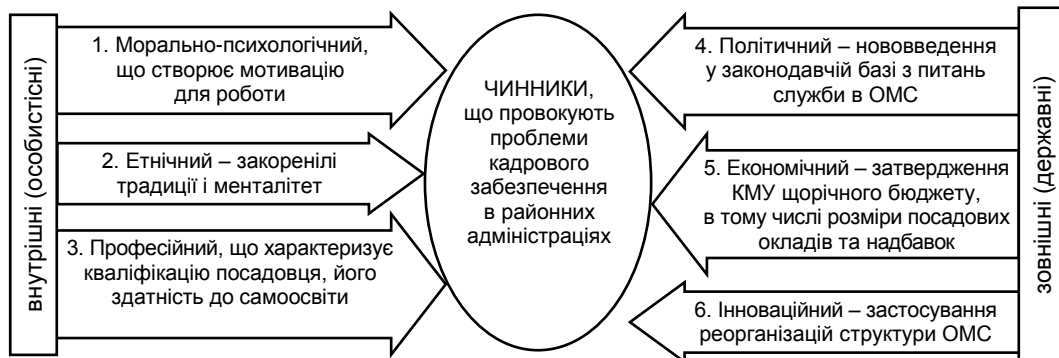 внутрішні (особистісні)
1. Морально-психологічний,
що створює мотивацію
для роботи
2. Етнічний – закоренілі
традиції і менталітет
3. Професійний, що характеризує
кваліфікацію посадовця, його
здатність до самоосвіти
ЧИННИКИ,
що провокують
проблеми
кадрового
забезпечення
в районних
адміністраціях
4. Політичний – нововведення
у законодавчій базі з питань
служби в ОМС
5. Економічний – затвердження
КМУ щорічного бюджету,
в тому числі розміри посадових
окладів та надбавок
6. Інноваційний – застосування
реорганізацій структури ОМС
зовнішні (державні)